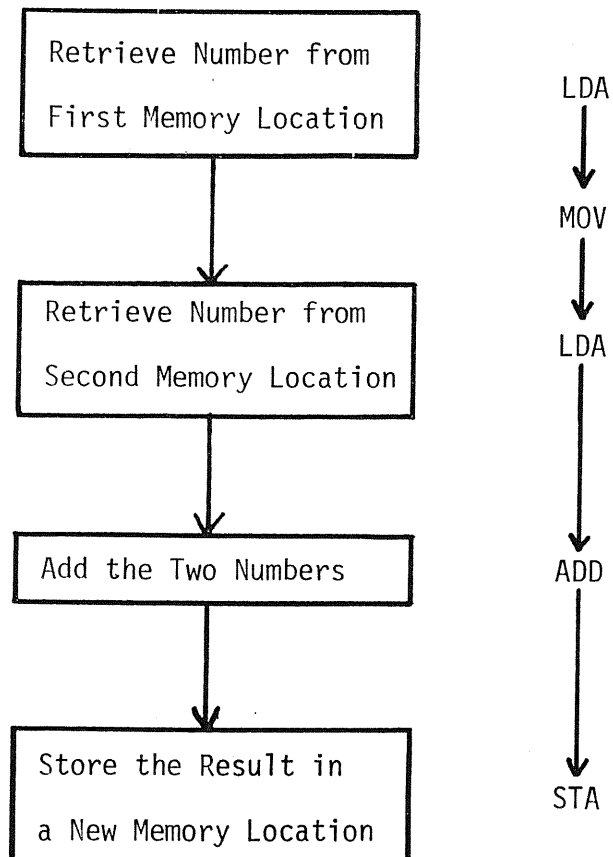 Retrieve Number from
First Memory Location
LDA
MOV
Retrieve Number from
Second Memory Location
LDA
Add the Two Numbers
ADD
Store the Result in
a New Memory Location
STA